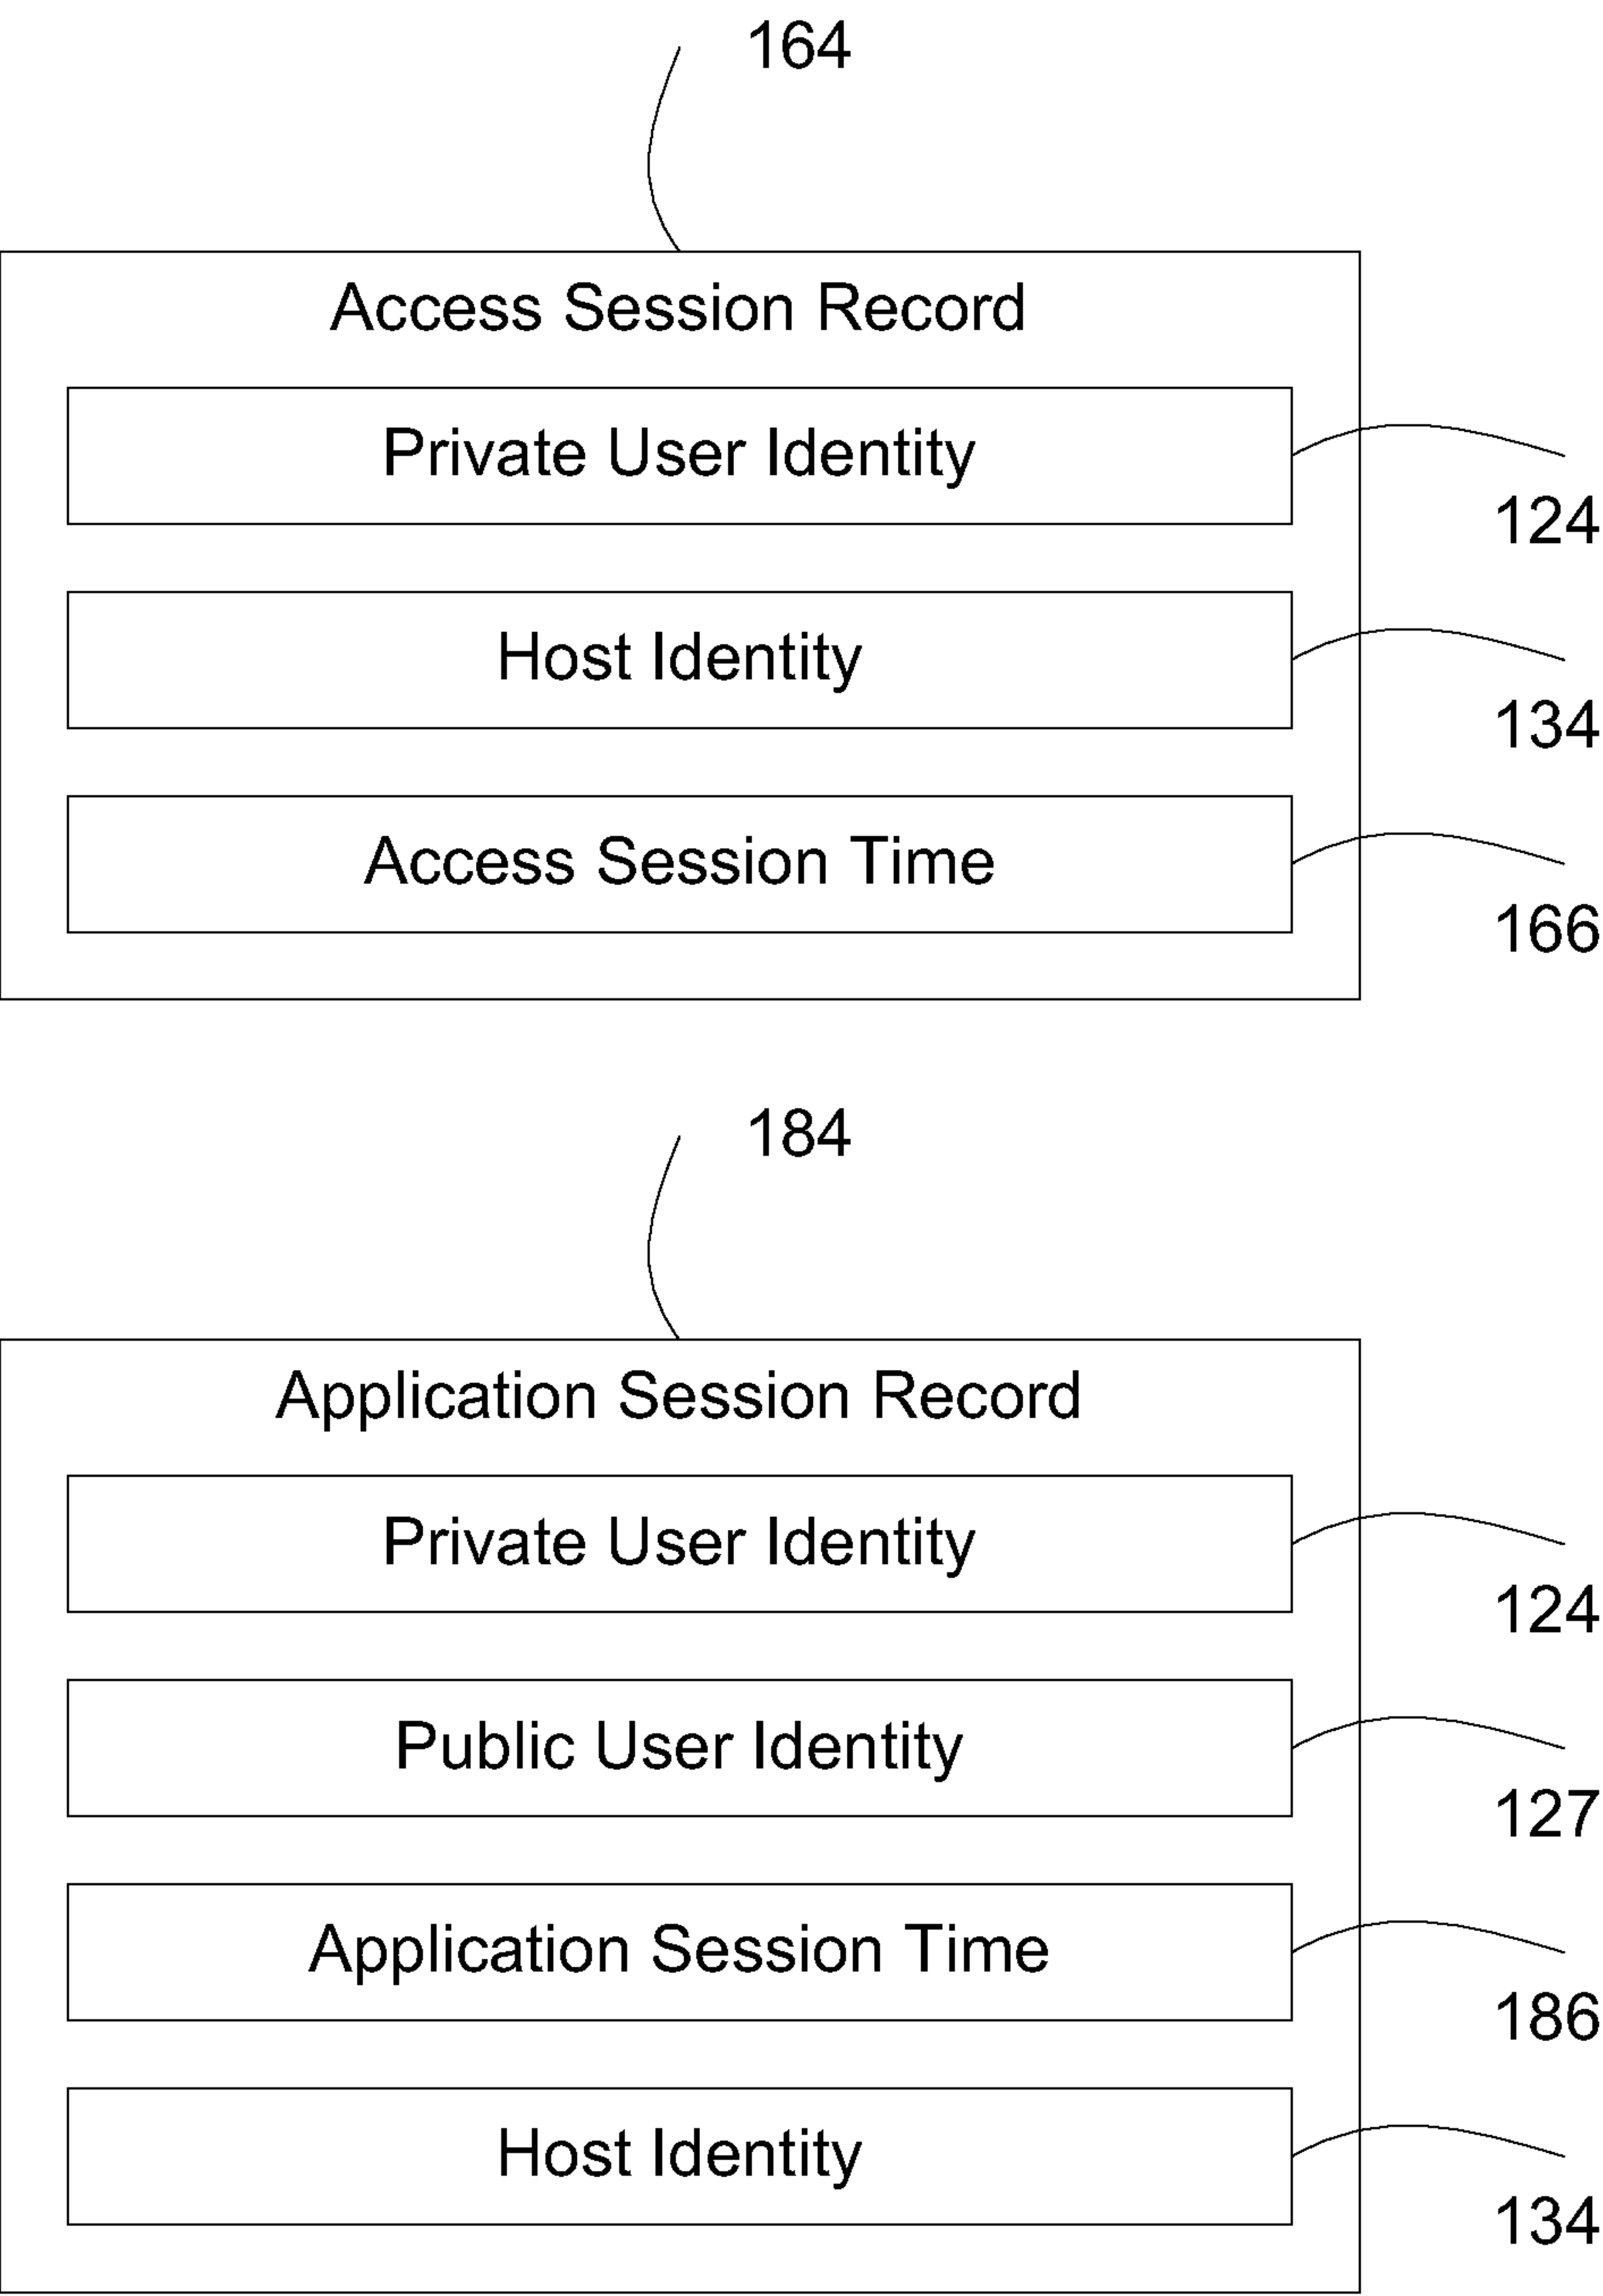 164
Access Session Record
Private User Identity
124
Host Identity
134
Access Session Time
166
184
Application Session Record
Private User Identity
124
Public User Identity
127
Application Session Time
186
Host Identity
134